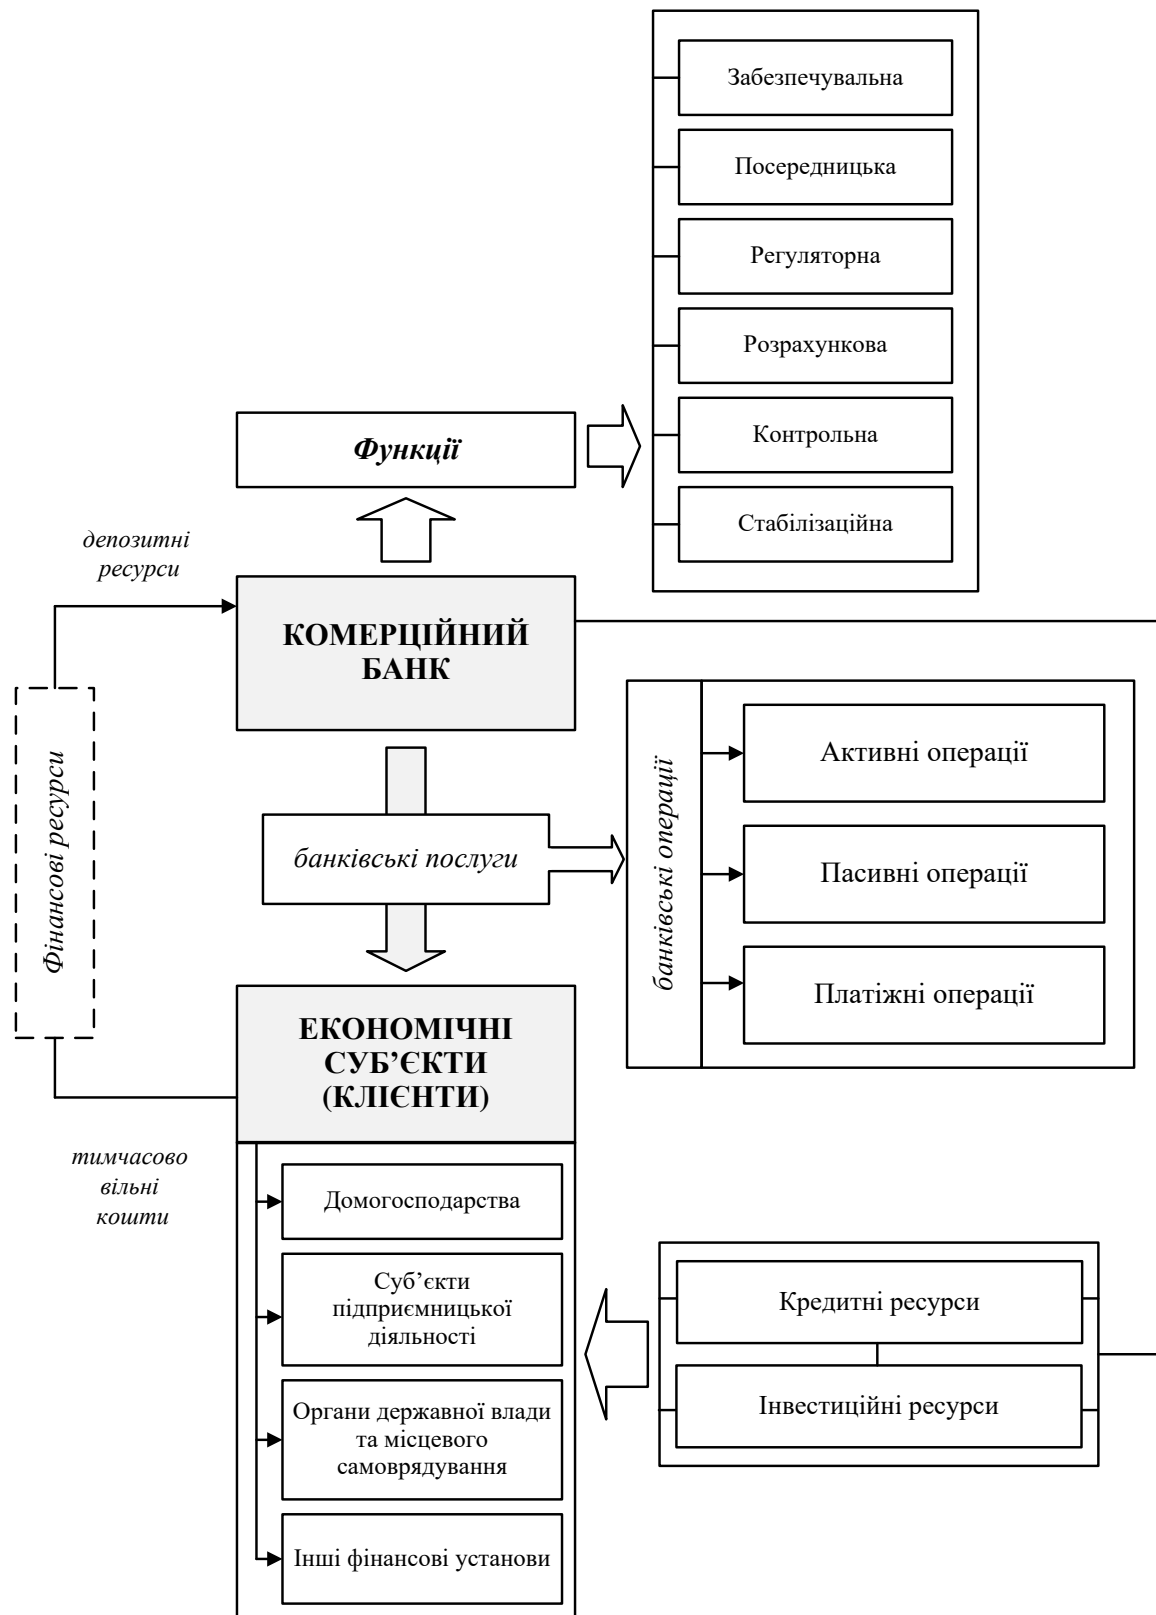 Забезпечувальна
Посередницька
Регуляторна
Розрахункова
Контрольна
Стабілізаційна
Функції
депозитні
ресурси
КОМЕРЦІЙНИЙ
БАНК
Фінансові ресурси
банківські послуги
банківські операції
Активні операції
Пасивні операції
Платіжні операції
ЕКОНОМІЧНІ
СУБ’ЄКТИ
(КЛІЄНТИ)
тимчасово
вільні
кошти
Домогосподарства
Суб’єкти
підприємницької
діяльності
Органи державної влади
та місцевого
самоврядування
Інші фінансові установи
Кредитні ресурси
Інвестиційні ресурси